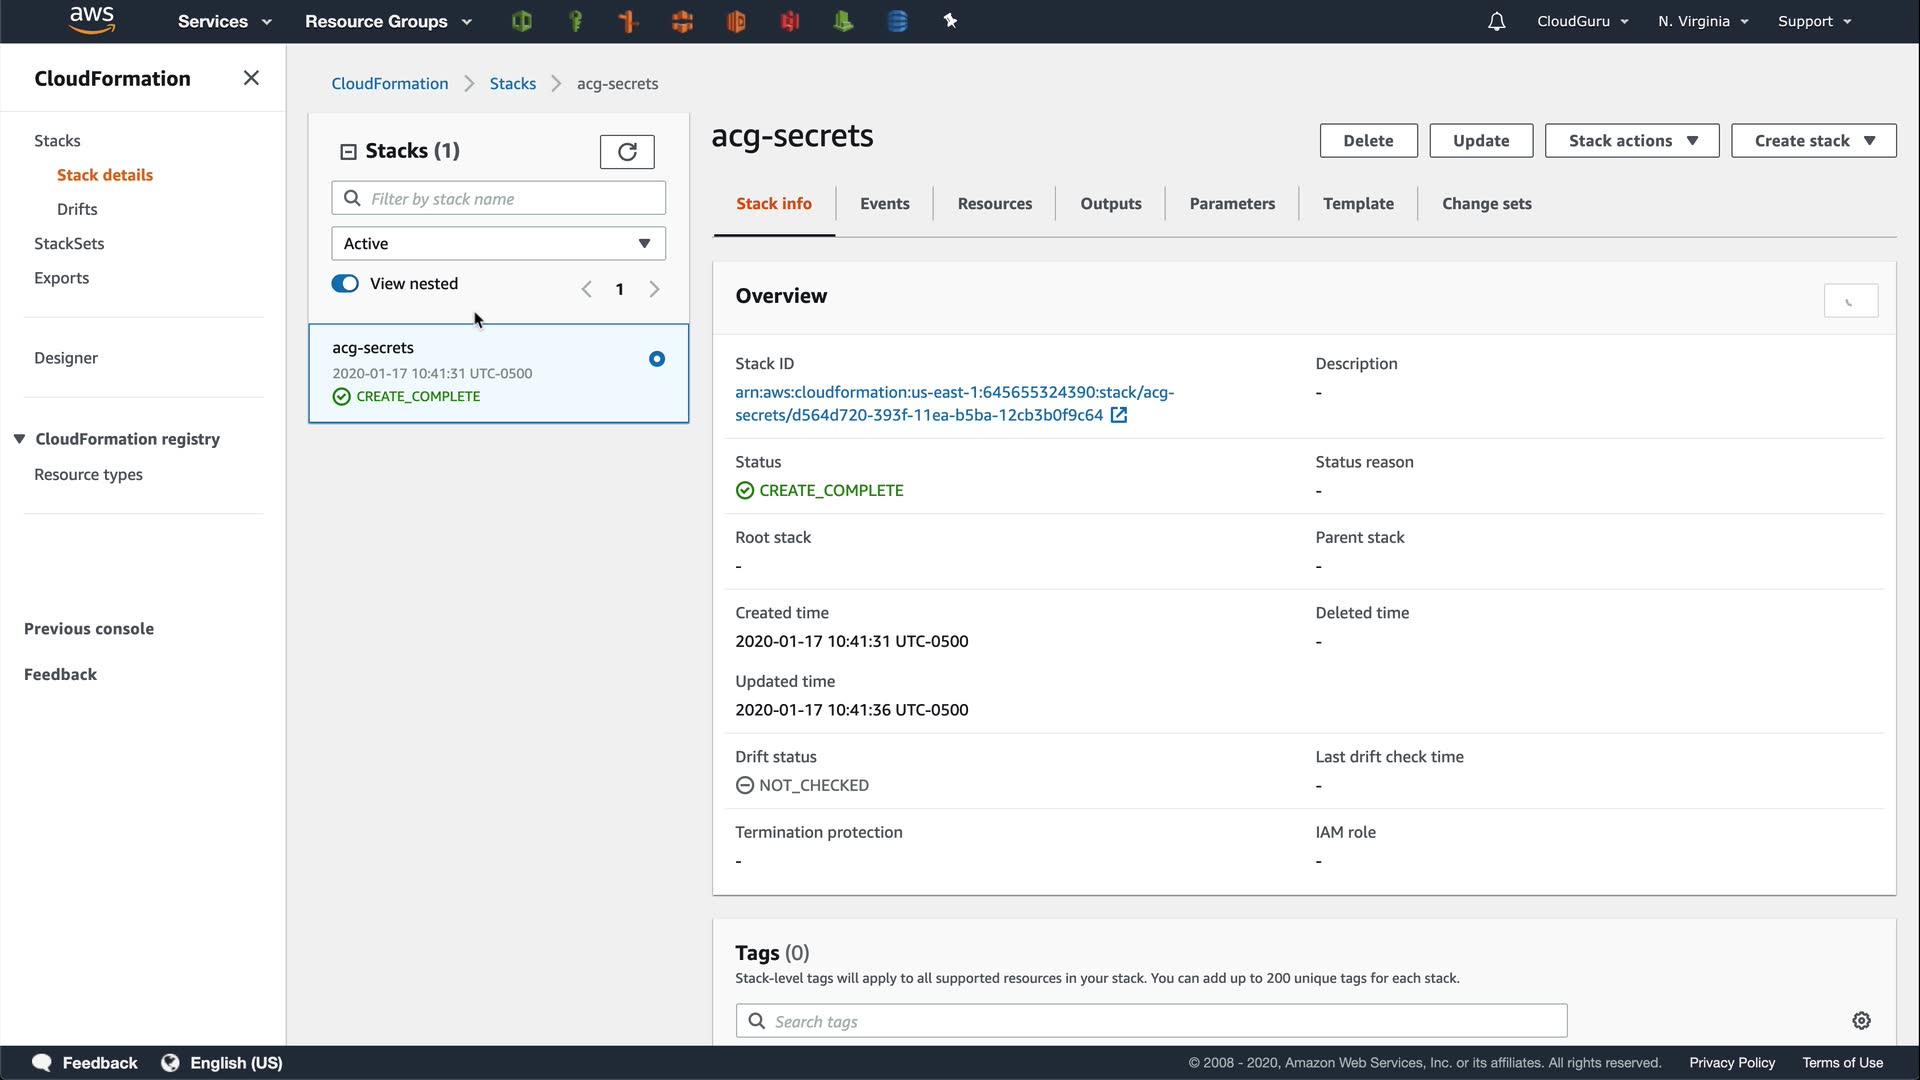 aws Services Resource Groups CloudGuru N. Virginia Support
CloudFormation
Stacks
Stack details
Drifts
StackSets
Exports
Designer
CloudFormation registry
Resource types
Previous console
Feedback
CloudFormation Stacks acg-secrets
Stacks (1)
Filter by stack name
Active
View nested
1
acg-secrets
2020-01-17 10:41:31 UTC-0500
CREATE_COMPLETE
acg-secrets
Delete Update Stack actions Create stack
Stack info Events Resources Outputs Parameters Template Change sets
Overview
Stack ID
arn:aws:cloudformation:us-east-1:645655324390:stack/acg-
secrets/d564d720-393f-11ea-b5ba-12cb3b0f9c64
Description
-
Status
CREATE_COMPLETE
Status reason
-
Root stack
-
Parent stack
-
Created time
2020-01-17 10:41:31 UTC-0500
Deleted time
-
Updated time
2020-01-17 10:41:36 UTC-0500
Drift status
NOT_CHECKED
Last drift check time
-
Termination protection
-
IAM role
-
Tags (0)
Stack-level tags will apply to all supported resources in your stack. You can add up to 200 unique tags for each stack.
Search tags
Feedback English (US) © 2008 - 2020, Amazon Web Services, Inc. or its affiliates. All rights reserved. Privacy Policy Terms of Use